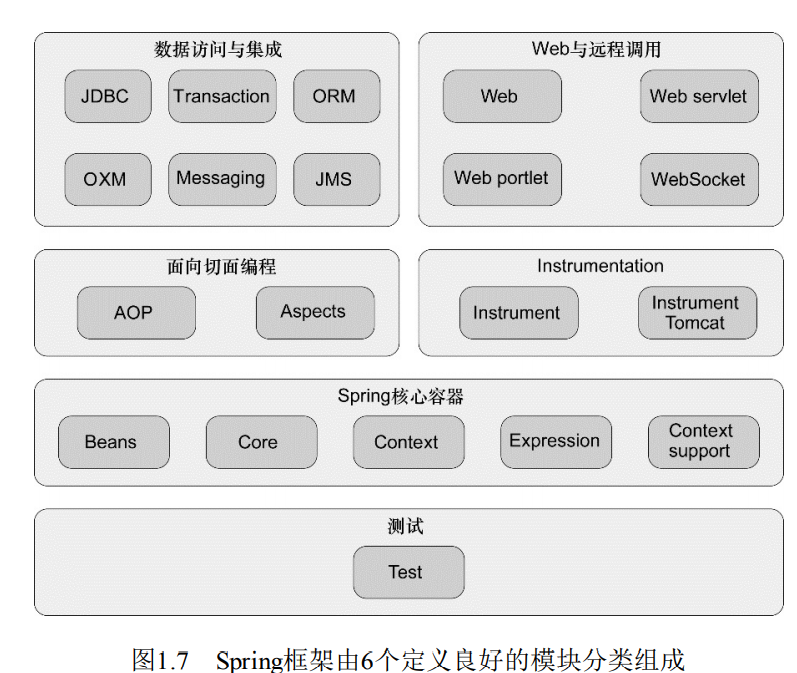 数据访问与集成
JDBC
Transaction
ORM
OXM
Messaging
JMS
Web与远程调用
Web
Web servlet
Web portlet
WebSocket
面向切面编程
AOP
Aspects
Instrumentation
Instrument
Instrument
Tomcat
Spring核心容器
Beans
Core
Context
Expression
Context
support
测试
Test
图1.7 Spring框架由6个定义良好的模块分类组成